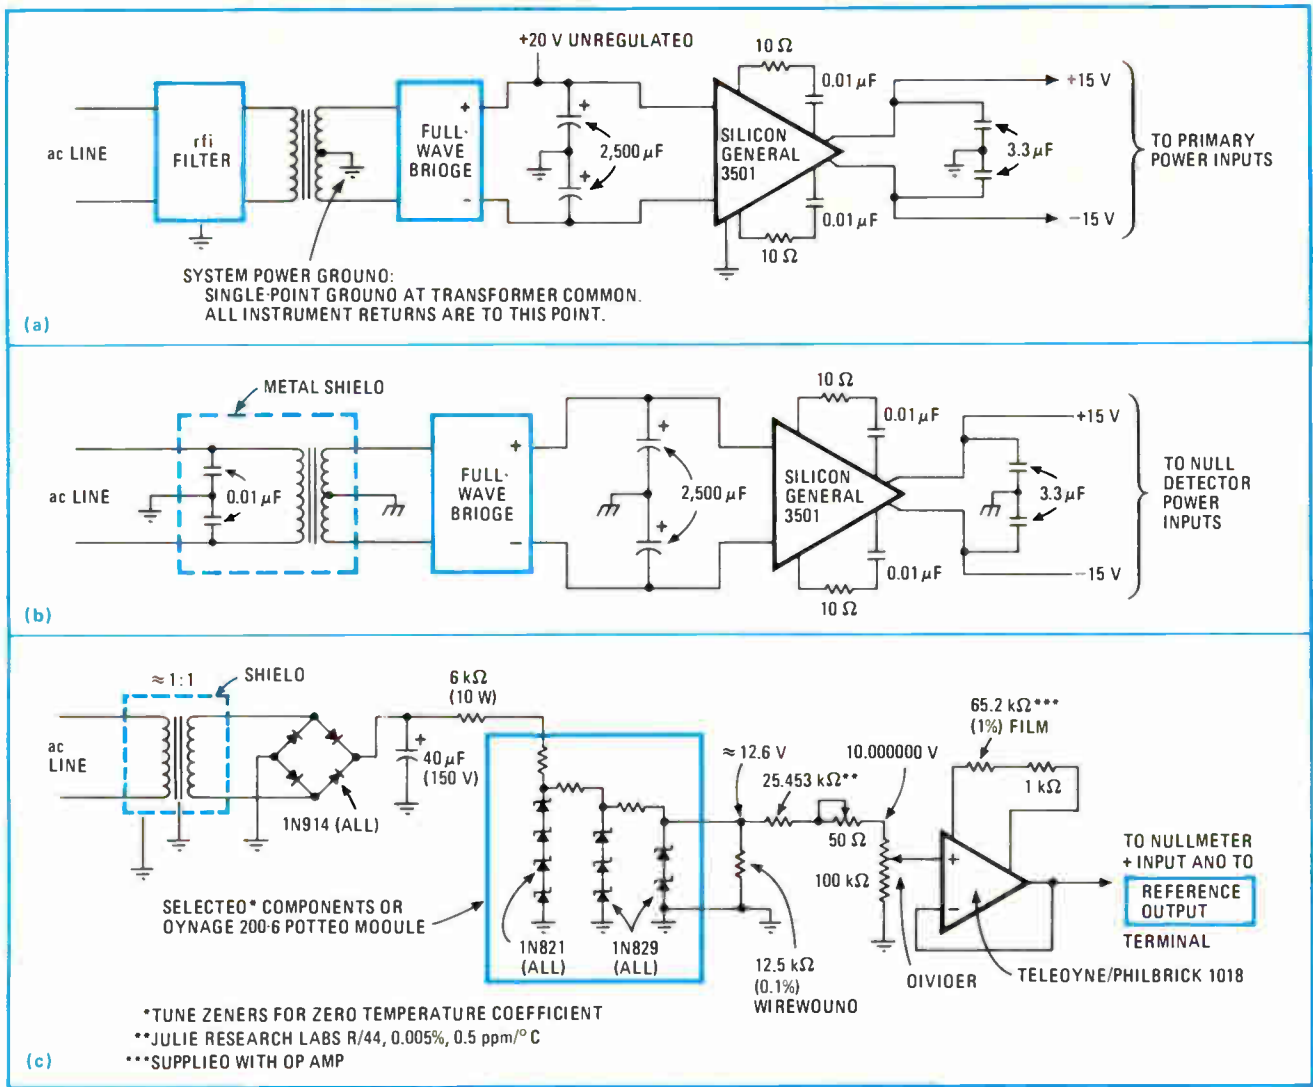 +20 V UNREGULATED
10 Ω
0.01 µF
+15 V
ac LINE
rfi
FILTER
FULL-
WAVE
BRIDGE
+
−
+
+
2,500 µF
SILICON
GENERAL
3501
3.3 µF
TO PRIMARY
POWER INPUTS
0.01 µF
10 Ω
−15 V
SYSTEM POWER GROUND:
SINGLE-POINT GROUND AT TRANSFORMER COMMON.
ALL INSTRUMENT RETURNS ARE TO THIS POINT.
(a)
METAL SHIELO
10 Ω
0.01 µF
+15 V
ac LINE
0.01 µF
FULL-
WAVE
BRIDGE
+
−
+
+
2,500 µF
SILICON
GENERAL
3501
3.3 µF
TO NULL
DETECTOR
POWER
INPUTS
0.01 µF
10 Ω
−15 V
(b)
≈ 1:1
SHIELO
ac
LINE
1N914 (ALL)
+
40 µF
(150 V)
6 kΩ
(10 W)
SELECTEO* COMPONENTS OR
OYNAGE 200-6 POTTEO MODULE
1N821
(ALL)
1N829
(ALL)
≈ 12.6 V
25.453 kΩ**
12.5 kΩ
(0.1%)
WIREWOUNO
50 Ω
10.000000 V
100 kΩ
OIVIOER
65.2 kΩ***
(1%) FILM
1 kΩ
+
−
TELEOYNE/PHILBRICK 1018
TO NULLMETER
+ INPUT ANO TO
REFERENCE
OUTPUT
TERMINAL
*TUNE ZENERS FOR ZERO TEMPERATURE COEFFICIENT
**JULIE RESEARCH LABS R/44, 0.005%, 0.5 ppm/°C
***SUPPLIEO WITH OP AMP
(c)